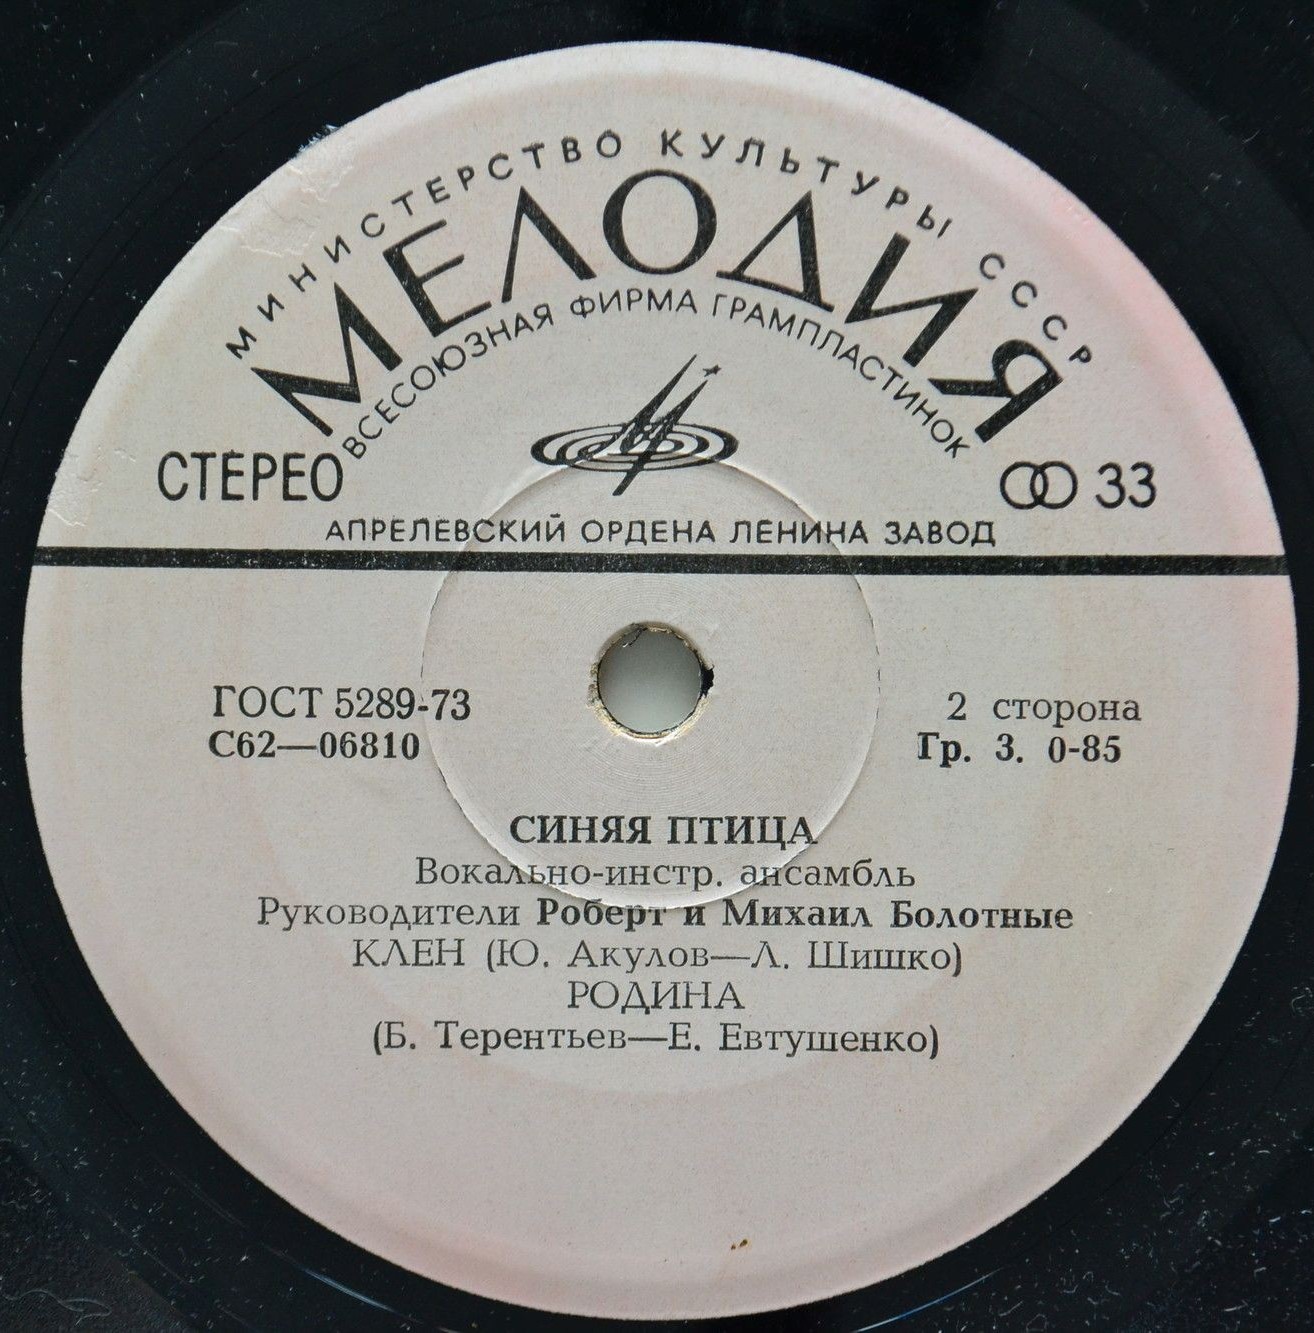 МИНИСТЕРСТВО КУЛЬТУРЫ СССР
МЕЛОДИЯ
ВСЕСОЮЗНАЯ ФИРМА ГРАМПЛАСТИНОК
СТЕРЕО
33
АПРЕЛЕВСКИЙ ОРДЕНА ЛЕНИНА ЗАВОД
ГОСТ 5289-73
2 сторона
С62—06810
Гр. 3. 0-85
СИНЯЯ ПТИЦА
Вокально-инстр. ансамбль
Руководители Роберт и Михаил Болотные
КЛЕН (Ю. Акулов—Л. Шишко)
РОДИНА
(Б. Терентьев—Е. Евтушенко)